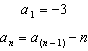 a₁ = −3
aₙ = a₍ₙ₋₁₎ − n